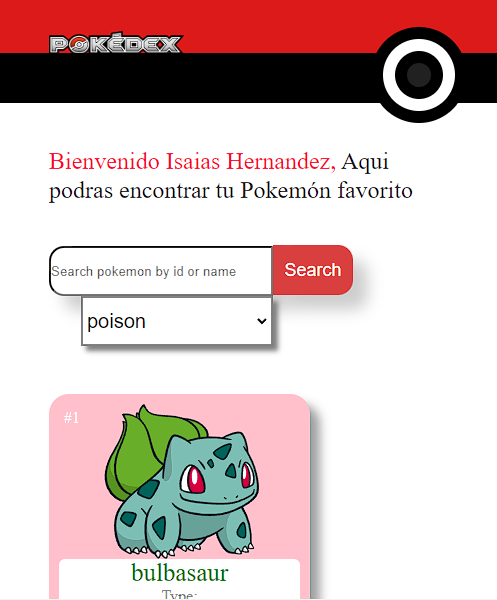 POKÉDEX
Bienvenido Isaias Hernandez, Aqui
podras encontrar tu Pokemón favorito
Search pokemon by id or name
Search
poison
#1
bulbasaur
Type: